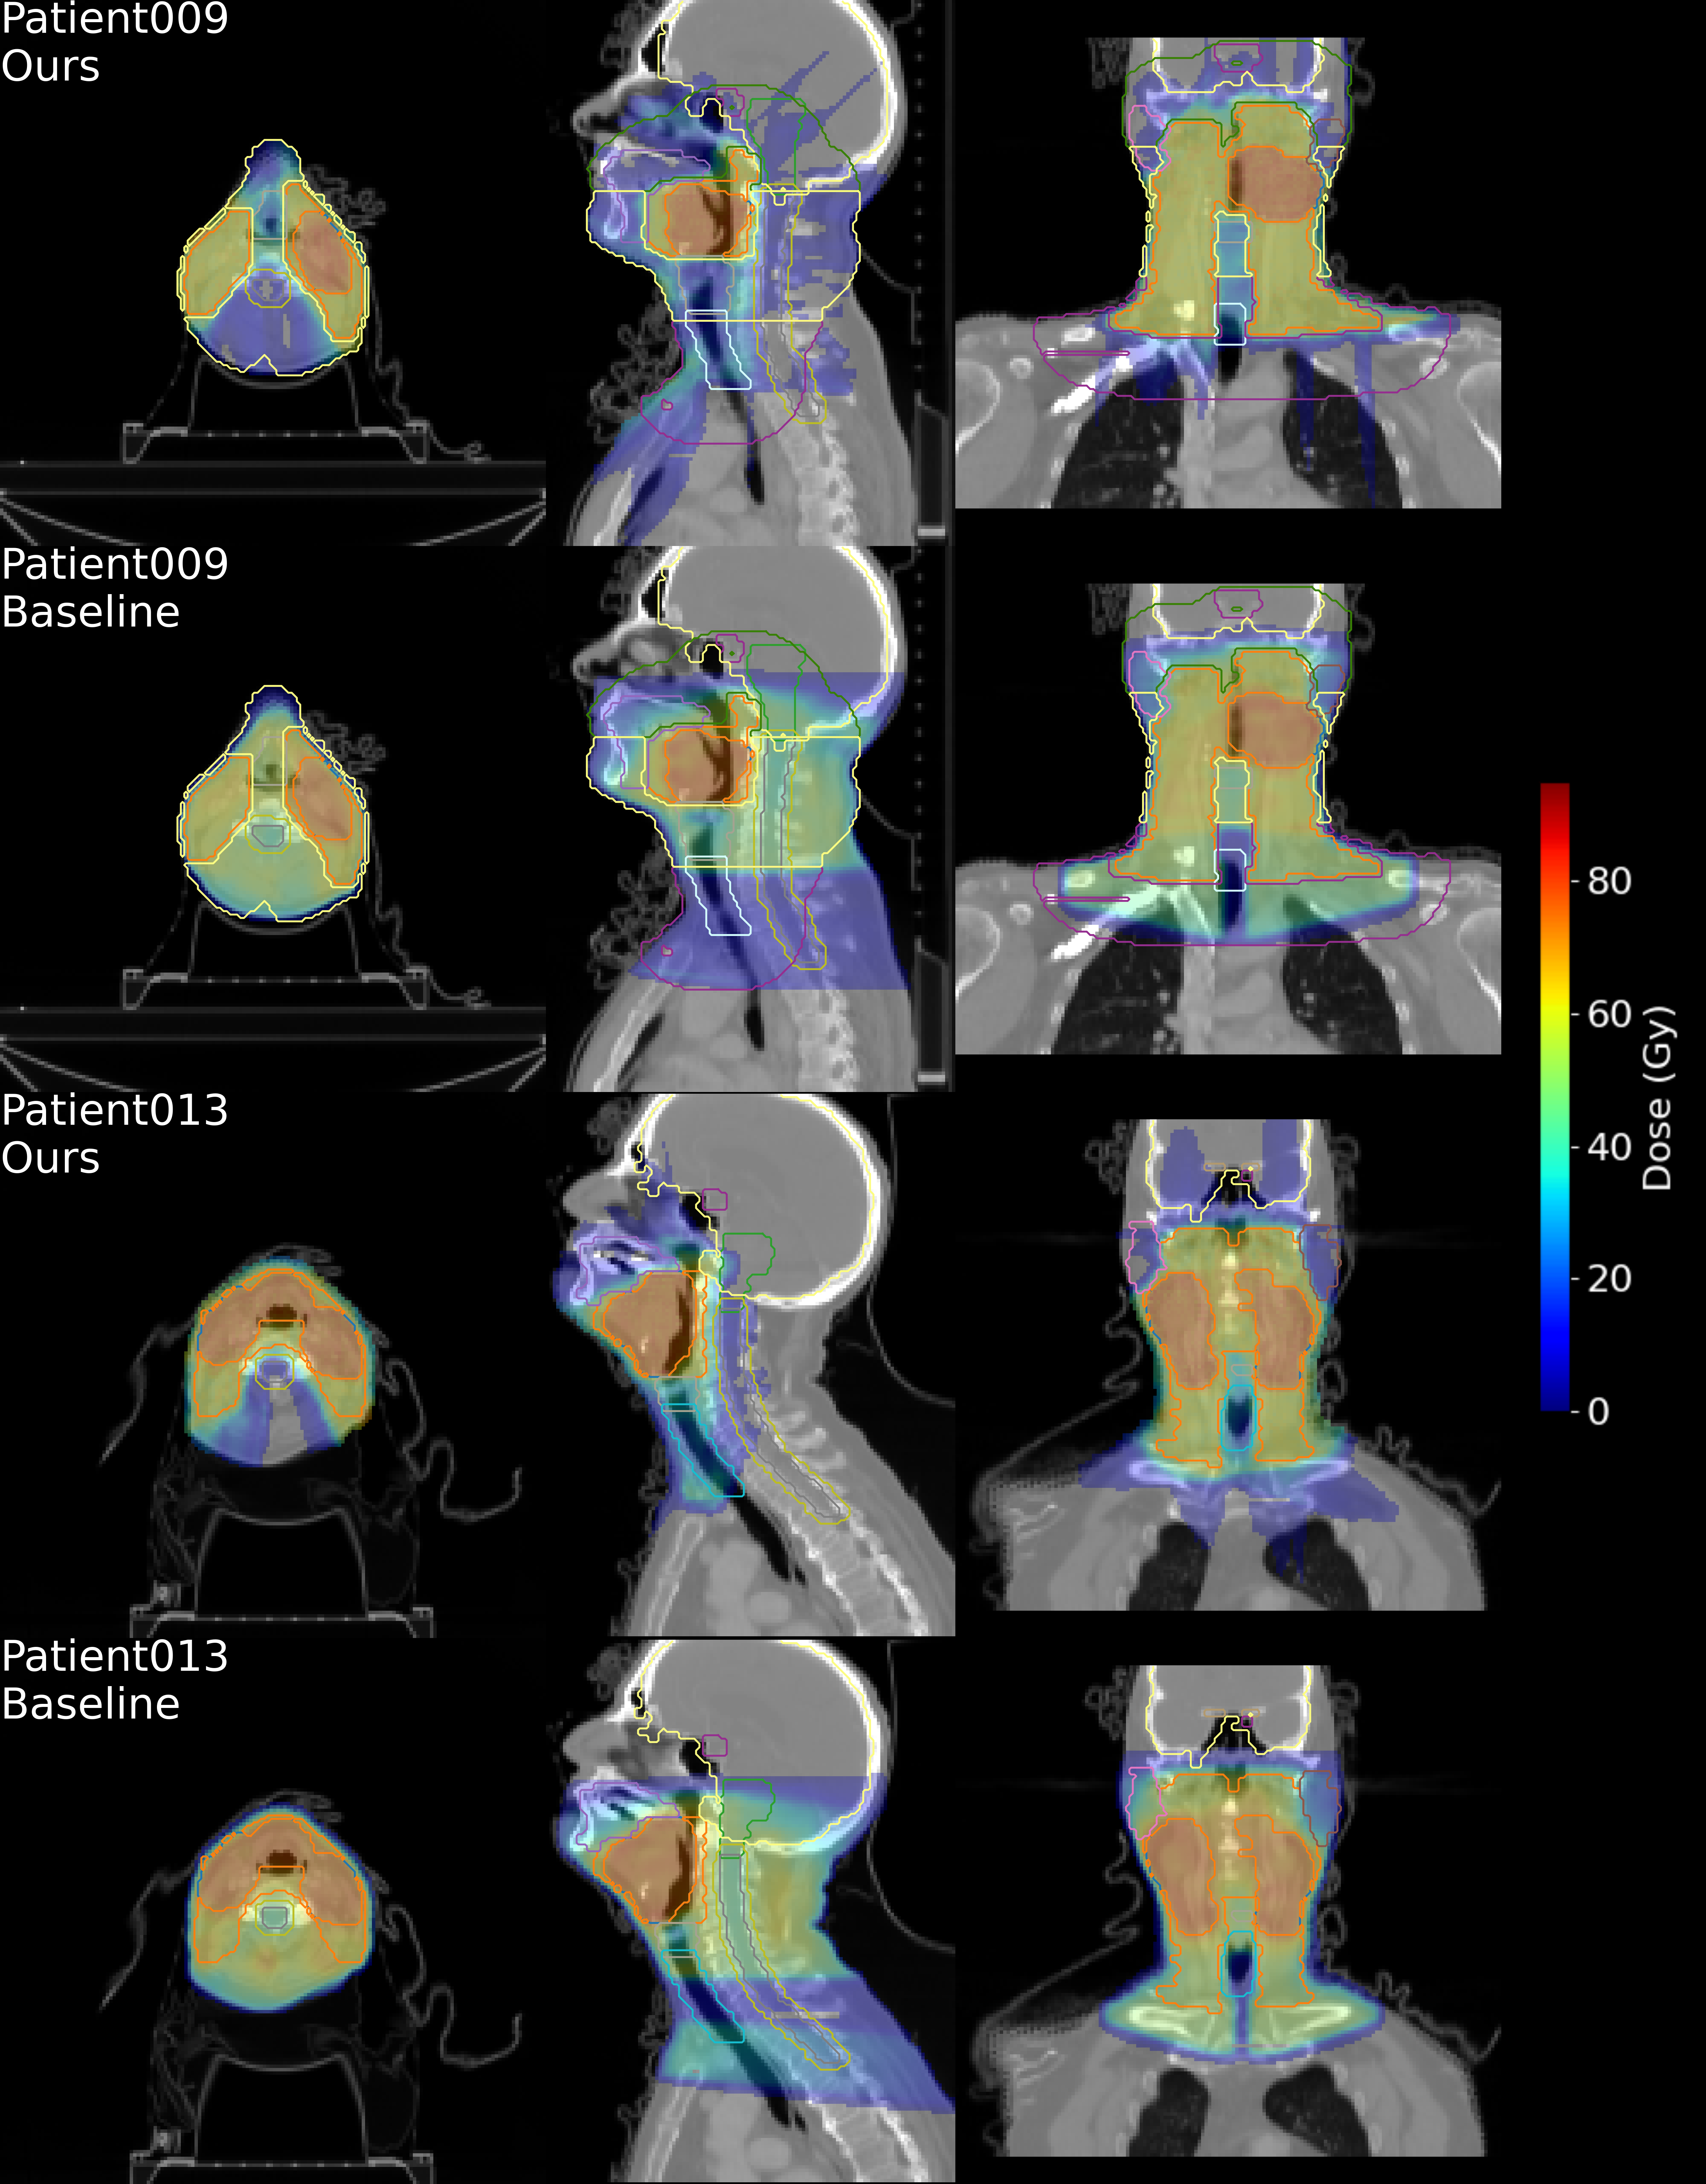 Patient009
Ours
Patient009
Baseline
80
60
40
20
0
Dose (Gy)
Patient013
Ours
Patient013
Baseline